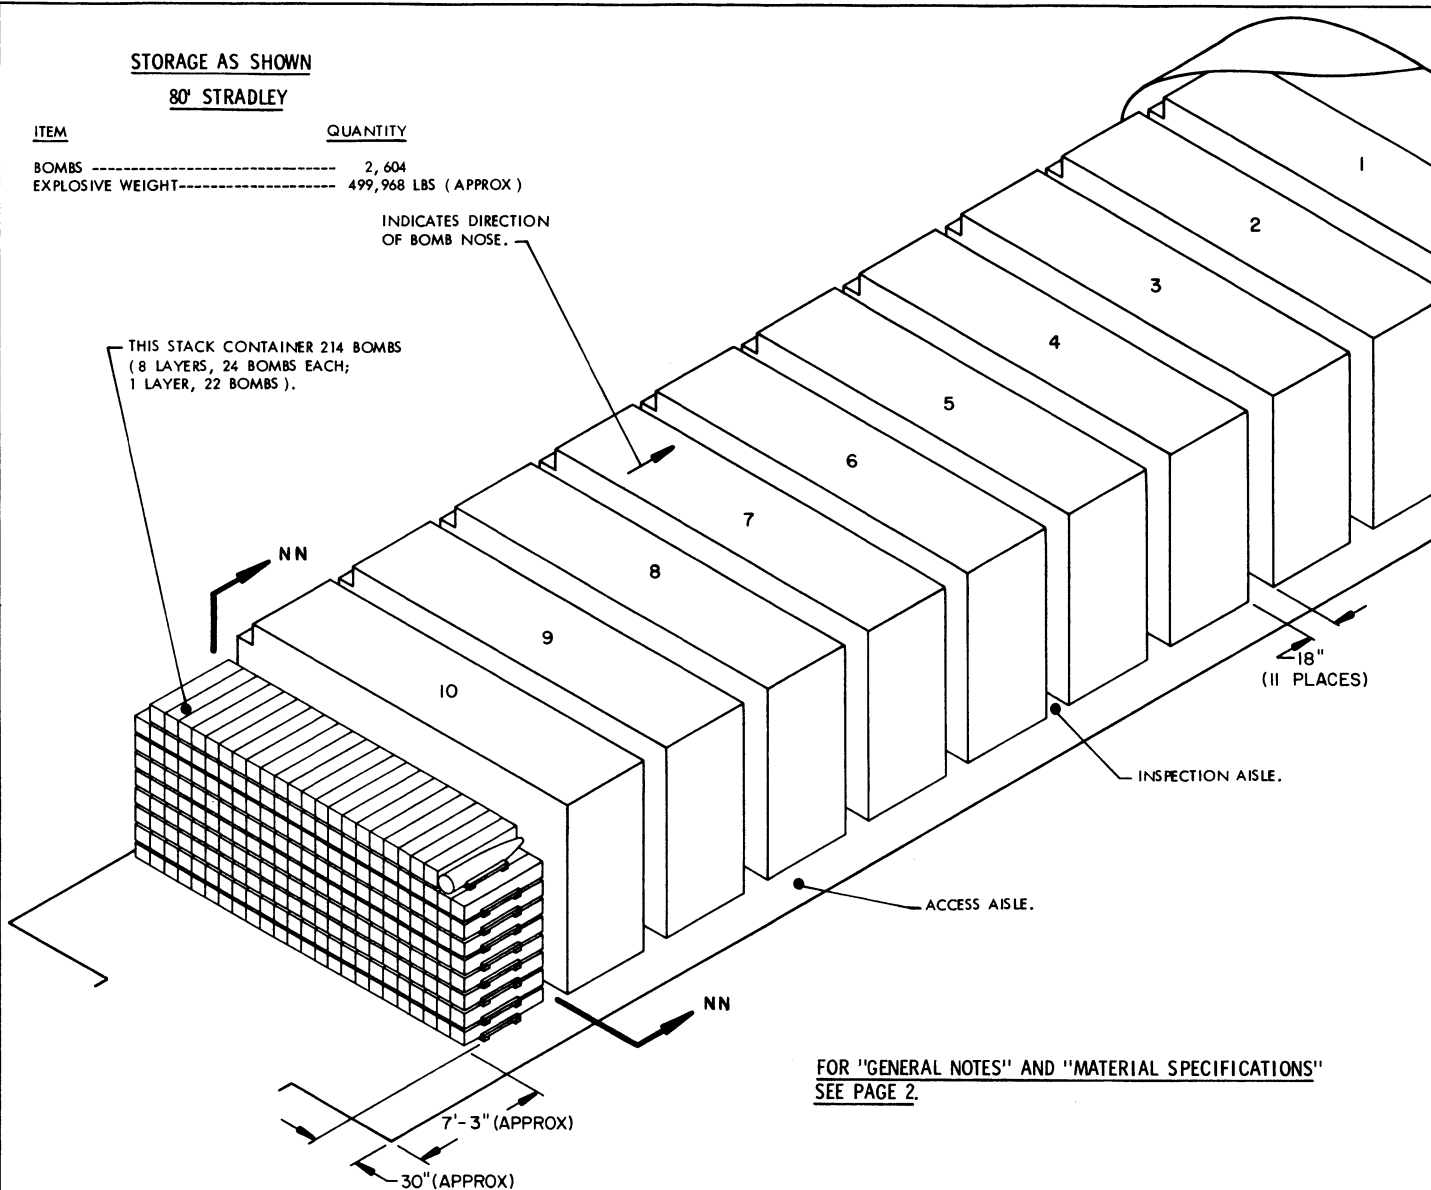 STORAGE AS SHOWN
80' STRADLEY
ITEM QUANTITY
BOMBS ------------------------------- 2,604
EXPLOSIVE WEIGHT-------------------- 499,968 LBS ( APPROX )
INDICATES DIRECTION
OF BOMB NOSE.
THIS STACK CONTAINER 214 BOMBS
( 8 LAYERS, 24 BOMBS EACH;
1 LAYER, 22 BOMBS ).
1
2
3
4
5
6
7
8
9
10
NN
18"
(11 PLACES)
INSPECTION AISLE.
ACCESS AISLE.
NN
7'-3" (APPROX)
30" (APPROX)
FOR "GENERAL NOTES" AND "MATERIAL SPECIFICATIONS"
SEE PAGE 2.